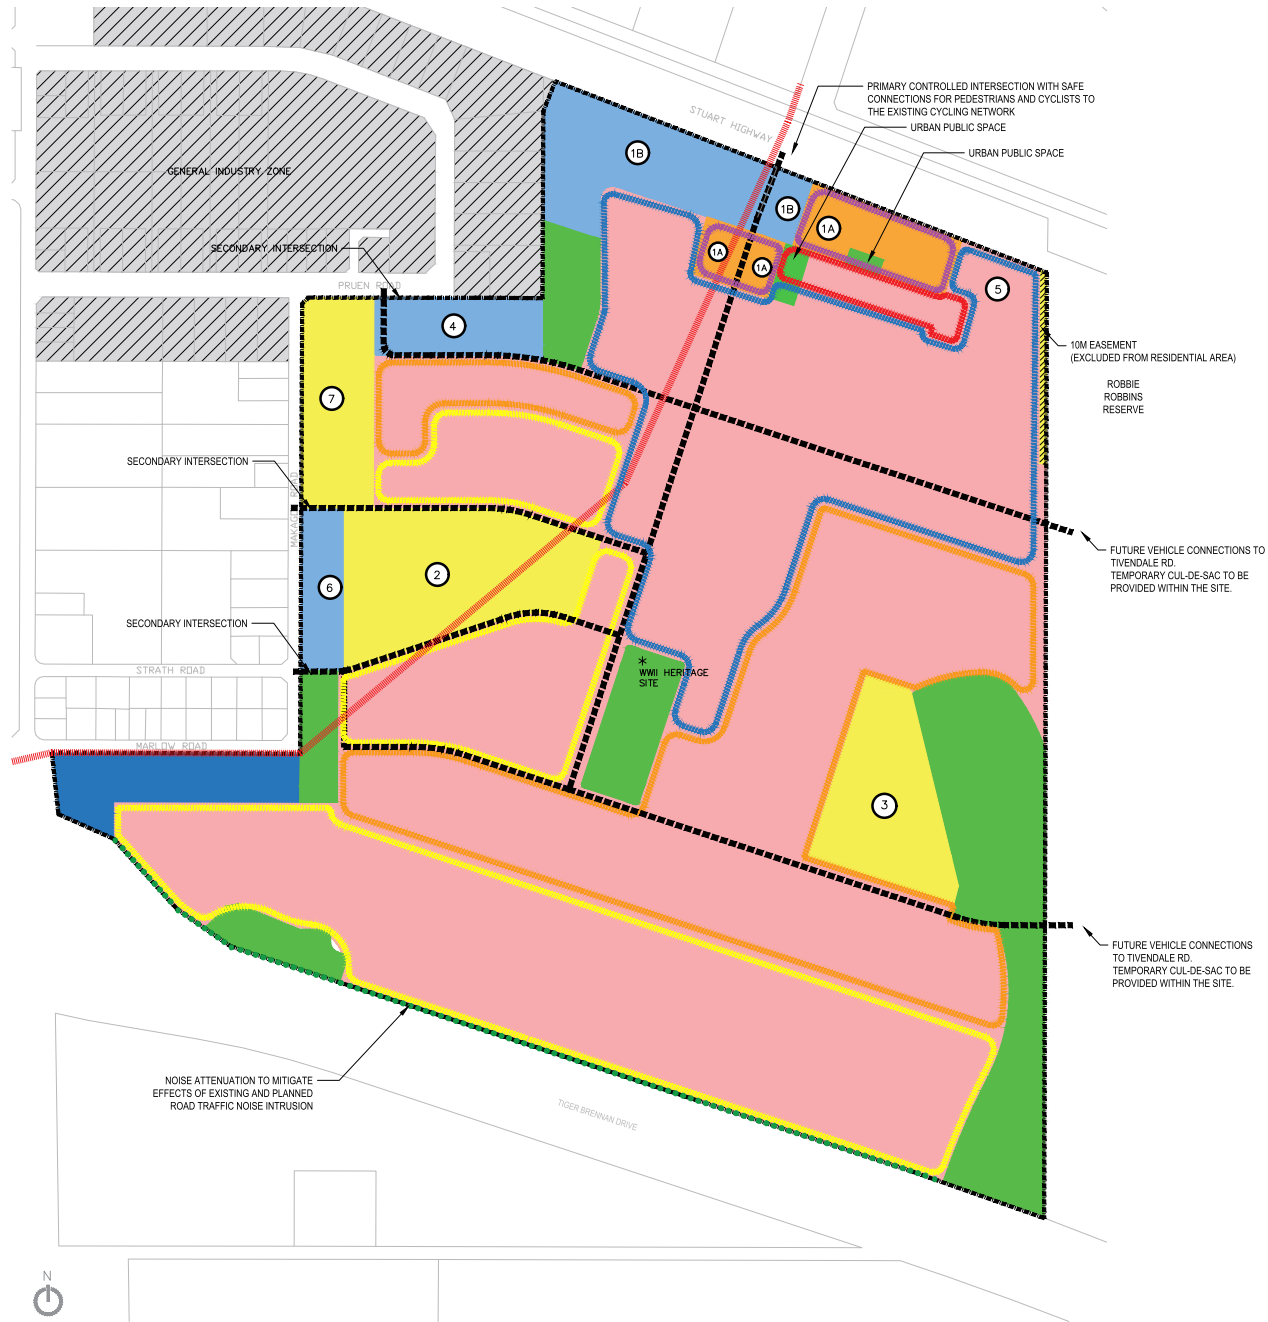 PRIMARY CONTROLLED INTERSECTION WITH SAFE
CONNECTIONS FOR PEDESTRIANS AND CYCLISTS TO
THE EXISTING CYCLING NETWORK
STUART HIGHWAY
URBAN PUBLIC SPACE
URBAN PUBLIC SPACE
1B
GENERAL INDUSTRY ZONE
1B
1A
SECONDARY INTERSECTION
1A
1A
PRUEN ROAD
5
4
10M EASEMENT
(EXCLUDED FROM RESIDENTIAL AREA)
ROBBIE
ROBBINS
RESERVE
7
SECONDARY INTERSECTION
ROAD
FUTURE VEHICLE CONNECTIONS TO
TIVENDALE RD.
TEMPORARY CUL-DE-SAC TO BE
PROVIDED WITHIN THE SITE.
2
6
SECONDARY INTERSECTION
*
WWII HERITAGE
SITE
STRATH ROAD
MARLOW ROAD
3
FUTURE VEHICLE CONNECTIONS
TO TIVENDALE RD.
TEMPORARY CUL-DE-SAC TO BE
PROVIDED WITHIN THE SITE.
NOISE ATTENUATION TO MITIGATE
EFFECTS OF EXISTING AND PLANNED
ROAD TRAFFIC NOISE INTRUSION
TIGER BRENNAN DRIVE
N